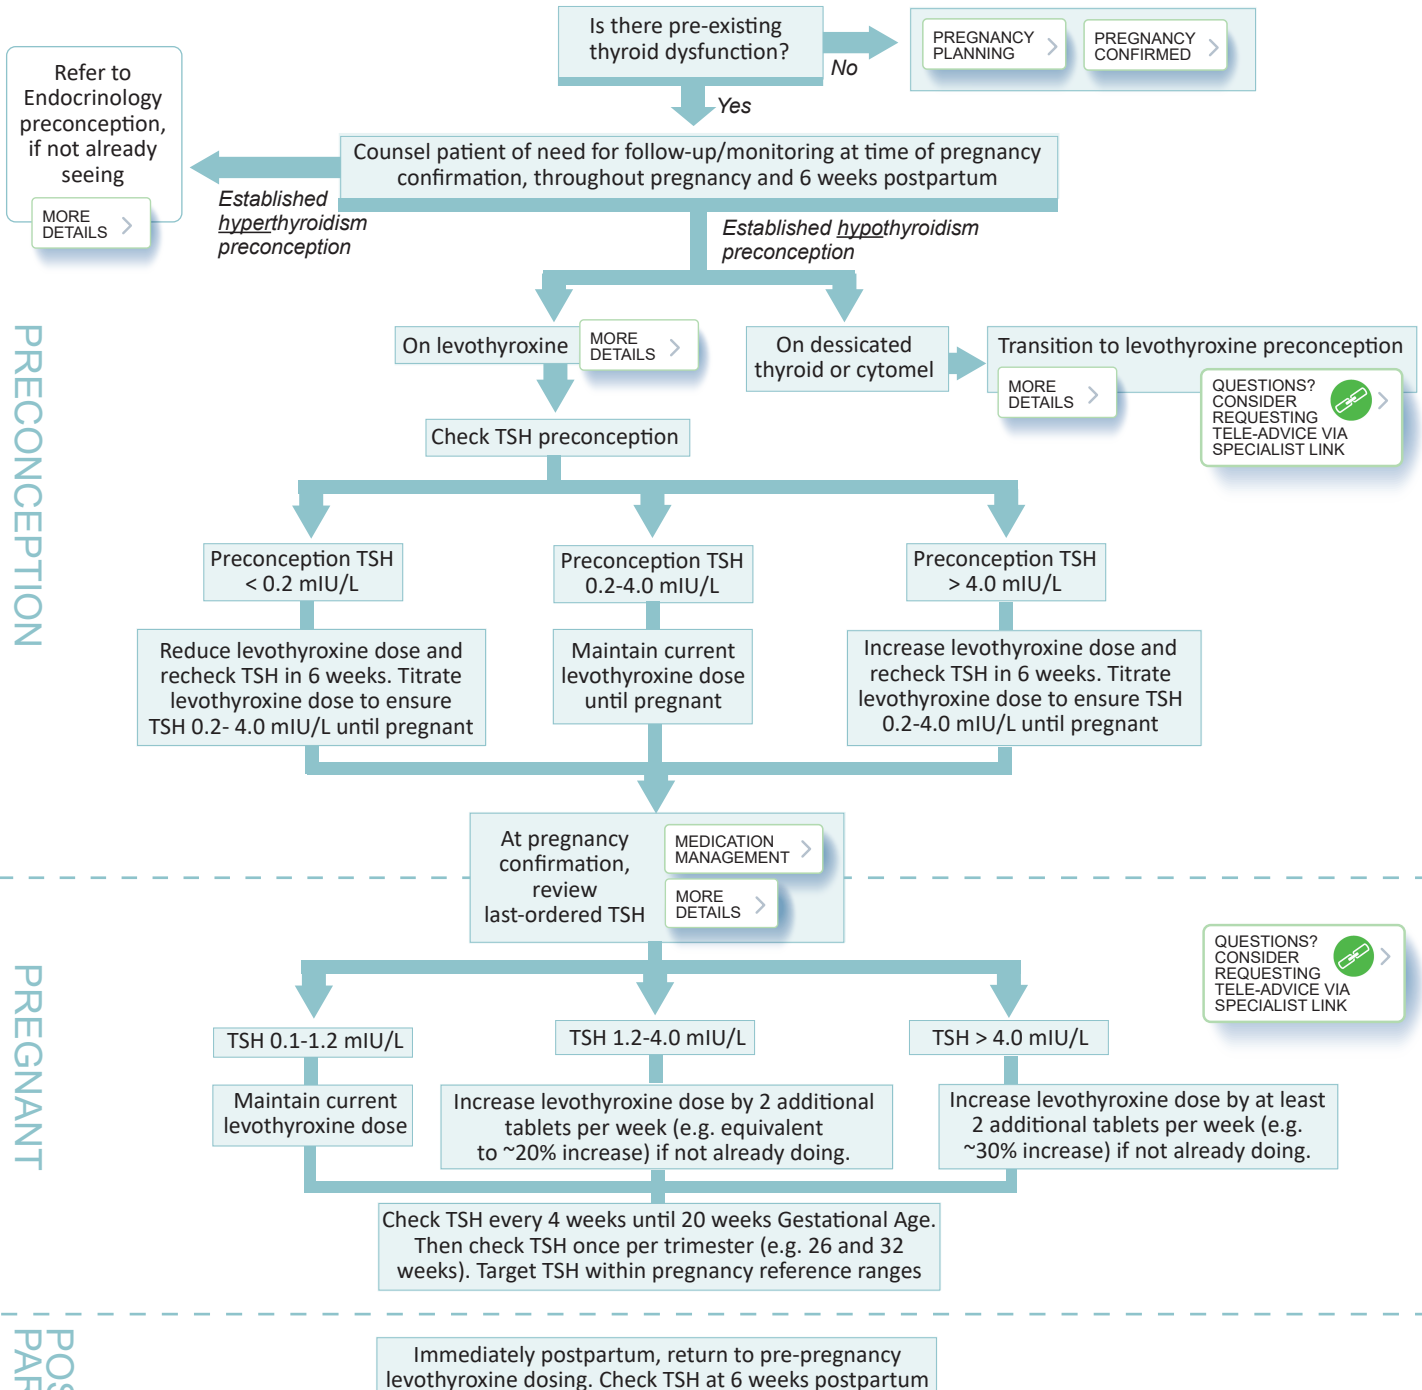 Is there pre-existing
thyroid dysfunction?
No
PREGNANCY
PLANNING
PREGNANCY
CONFIRMED
Yes
Refer to
Endocrinology
preconception,
if not already
seeing
MORE
DETAILS
Counsel patient of need for follow-up/monitoring at time of pregnancy
confirmation, throughout pregnancy and 6 weeks postpartum
Established
hyperthyroidism
preconception
Established hypothyroidism
preconception
PRECONCEPTION
On levothyroxine
MORE
DETAILS
On dessicated
thyroid or cytomel
Transition to levothyroxine preconception
MORE
DETAILS
QUESTIONS?
CONSIDER
REQUESTING
TELE-ADVICE VIA
SPECIALIST LINK
Check TSH preconception
Preconception TSH
< 0.2 mIU/L
Preconception TSH
0.2-4.0 mIU/L
Preconception TSH
> 4.0 mIU/L
Reduce levothyroxine dose and
recheck TSH in 6 weeks. Titrate
levothyroxine dose to ensure
TSH 0.2- 4.0 mIU/L until pregnant
Maintain current
levothyroxine dose
until pregnant
Increase levothyroxine dose and
recheck TSH in 6 weeks. Titrate
levothyroxine dose to ensure TSH
0.2-4.0 mIU/L until pregnant
At pregnancy
confirmation,
review
last-ordered TSH
MEDICATION
MANAGEMENT
MORE
DETAILS
PREGNANT
QUESTIONS?
CONSIDER
REQUESTING
TELE-ADVICE VIA
SPECIALIST LINK
TSH 0.1-1.2 mIU/L
TSH 1.2-4.0 mIU/L
TSH > 4.0 mIU/L
Maintain current
levothyroxine dose
Increase levothyroxine dose by 2 additional
tablets per week (e.g. equivalent
to ~20% increase) if not already doing.
Increase levothyroxine dose by at least
2 additional tablets per week (e.g.
~30% increase) if not already doing.
Check TSH every 4 weeks until 20 weeks Gestational Age.
Then check TSH once per trimester (e.g. 26 and 32
weeks). Target TSH within pregnancy reference ranges
Immediately postpartum, return to pre-pregnancy
levothyroxine dosing. Check TSH at 6 weeks postpartum